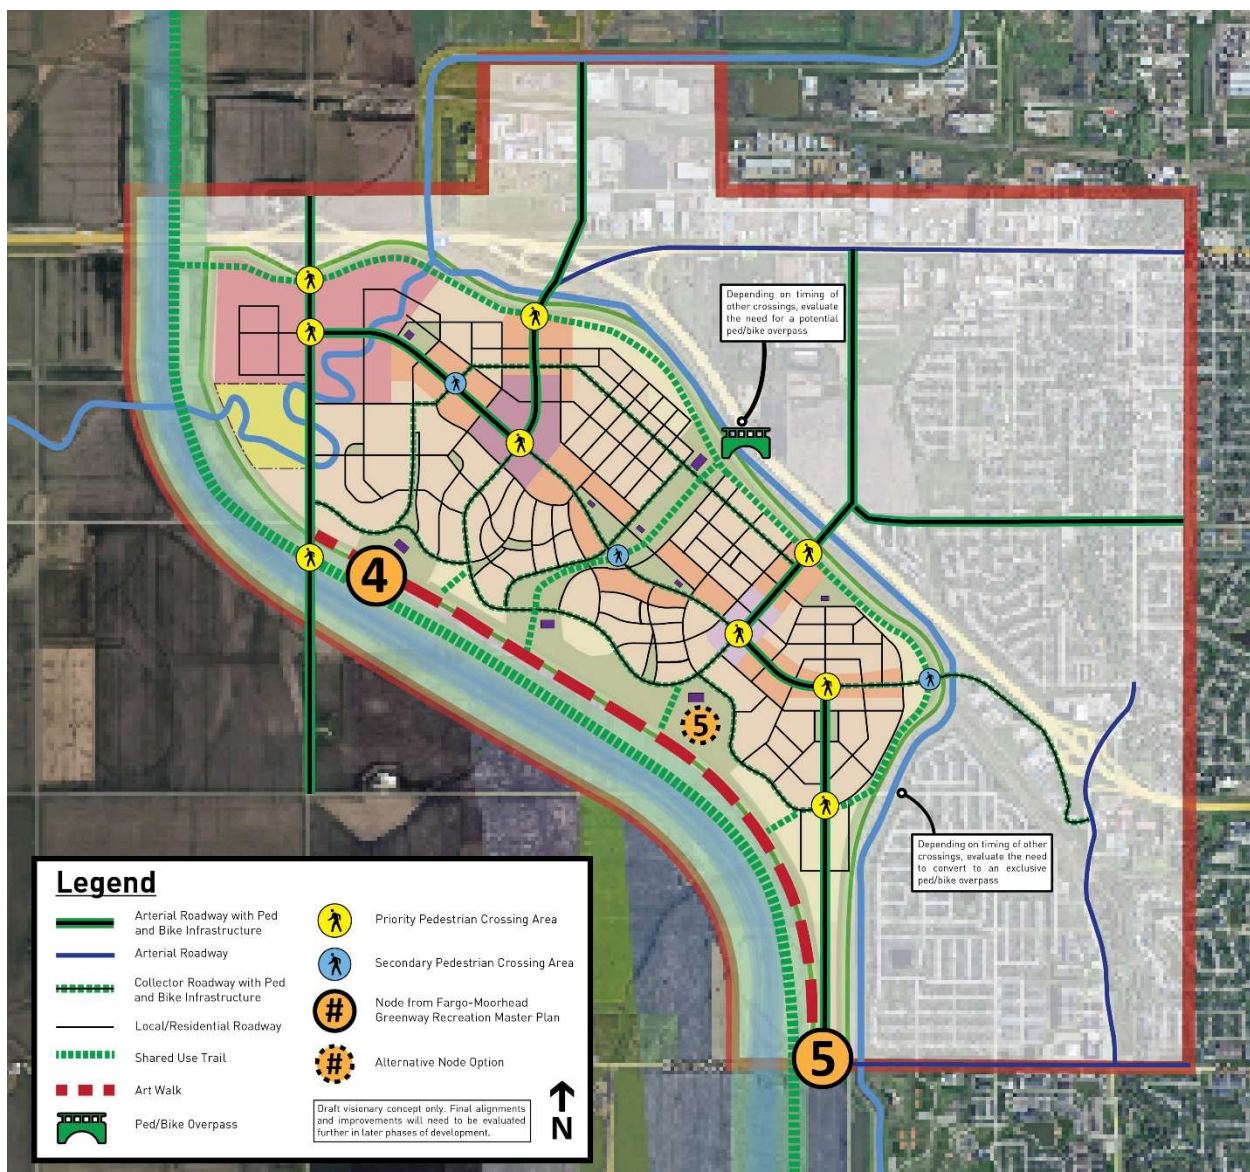 Depending on timing of
other crossings, evaluate
the need for a potential
ped/bike overpass
4
5
Depending on timing of other
crossings, evaluate the need
to convert to an exclusive
ped/bike overpass
5
Legend
Arterial Roadway with Ped
and Bike Infrastructure
Arterial Roadway
Collector Roadway with Ped
and Bike Infrastructure
Local/Residential Roadway
Shared Use Trail
Art Walk
Ped/Bike Overpass
Priority Pedestrian Crossing Area
Secondary Pedestrian Crossing Area
#
Node from Fargo-Moorhead
Greenway Recreation Master Plan
#
Alternative Node Option
Draft visionary concept only. Final alignments
and improvements will need to be evaluated
further in later phases of development.
N